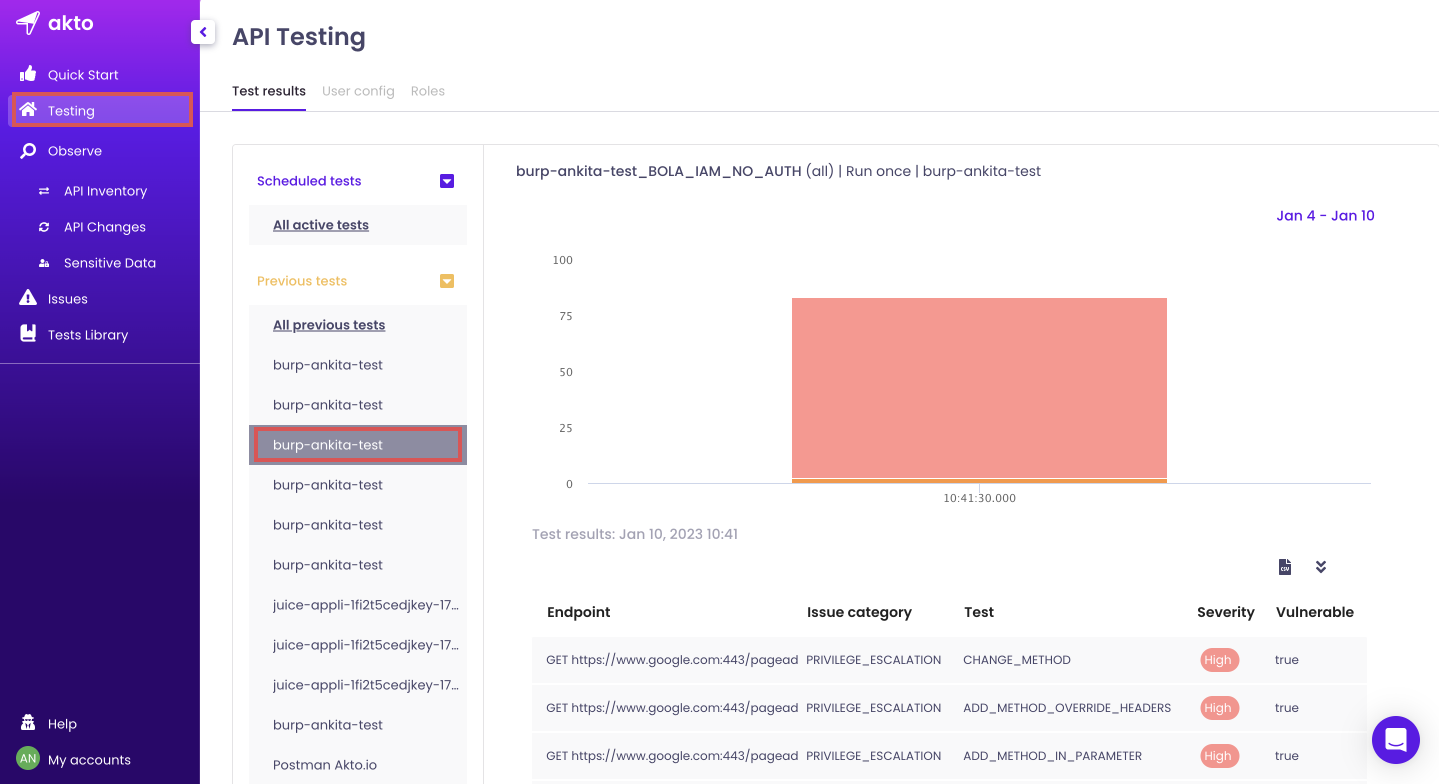 akto
Quick Start
Testing
Observe
API Inventory
API Changes
Sensitive Data
Issues
Tests Library
Help
AN
My accounts
API Testing
Test results User config Roles
Scheduled tests
All active tests
Previous tests
All previous tests
burp-ankita-test
burp-ankita-test
burp-ankita-test
burp-ankita-test
burp-ankita-test
burp-ankita-test
juice-appli-1fi2t5cedjkey-17...
juice-appli-1fi2t5cedjkey-17...
juice-appli-1fi2t5cedjkey-17...
burp-ankita-test
Postman Akto.io
burp-ankita-test_BOLA_IAM_NO_AUTH (all) | Run once | burp-ankita-test
Jan 4 - Jan 10
100
75
50
25
0
10:41:30.000
Test results: Jan 10, 2023 10:41
CSV
Endpoint Issue category Test Severity Vulnerable
GET https://www.google.com:443/pagead PRIVILEGE_ESCALATION CHANGE_METHOD High true
GET https://www.google.com:443/pagead PRIVILEGE_ESCALATION ADD_METHOD_OVERRIDE_HEADERS High true
GET https://www.google.com:443/pagead PRIVILEGE_ESCALATION ADD_METHOD_IN_PARAMETER High true